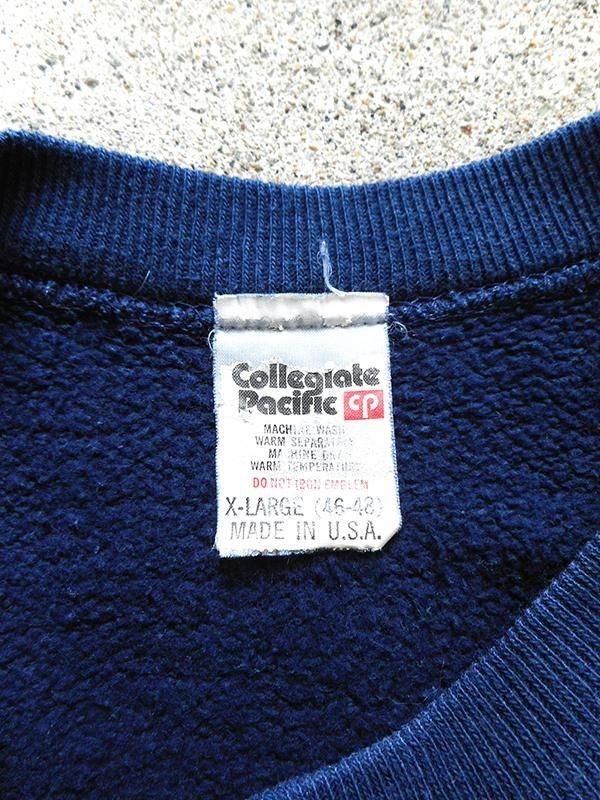 Collegiate
Pacific cp
MACHINE WASH
WARM SEPARATELY
MACHINE DRY
WARM TEMPERATURE
DO NOT IRON EMBLEM
X-LARGE (46-48)
MADE IN U.S.A.